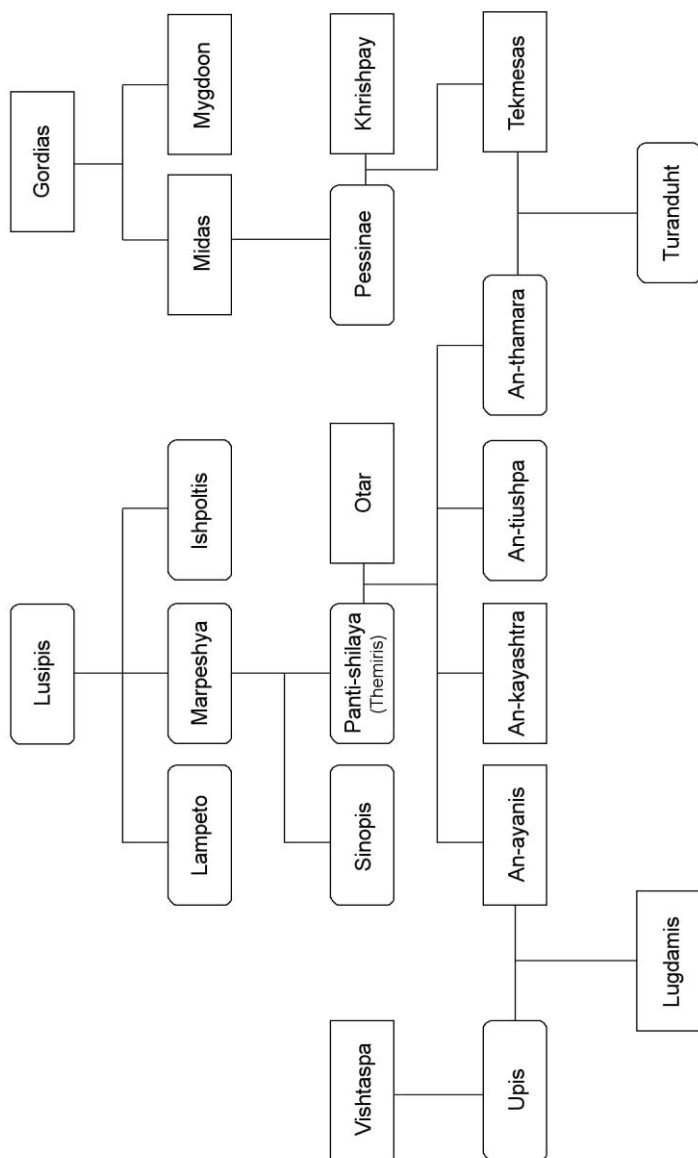 Lusipis
Gordias
Lampeto
Marpeshya
Ishpoltis
Midas
Mygdoon
Vishtaspa
Sinopis
Panti-shilaya
(Themiris)
Otar
Pessinae
Khrishpay
Upis
An-ayanis
An-kayashtra
An-tiushpa
An-thamara
Tekmesas
Lugdamis
Turanduht